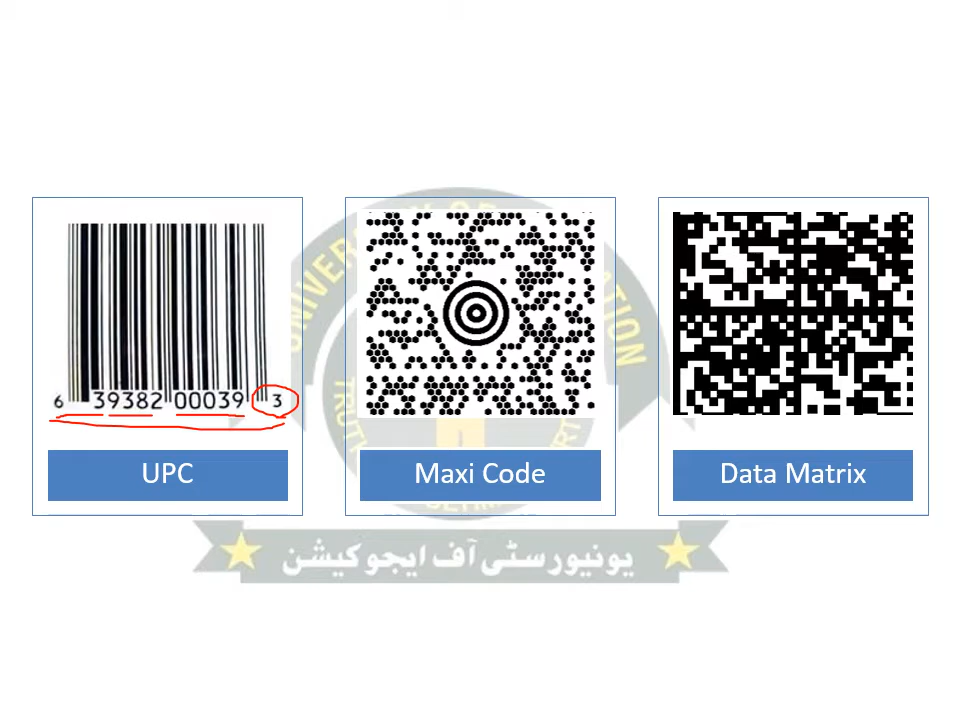 6 39382 00039 3
UPC
Maxi Code
Data Matrix
یونیورسٹی آف ایجوکیشن